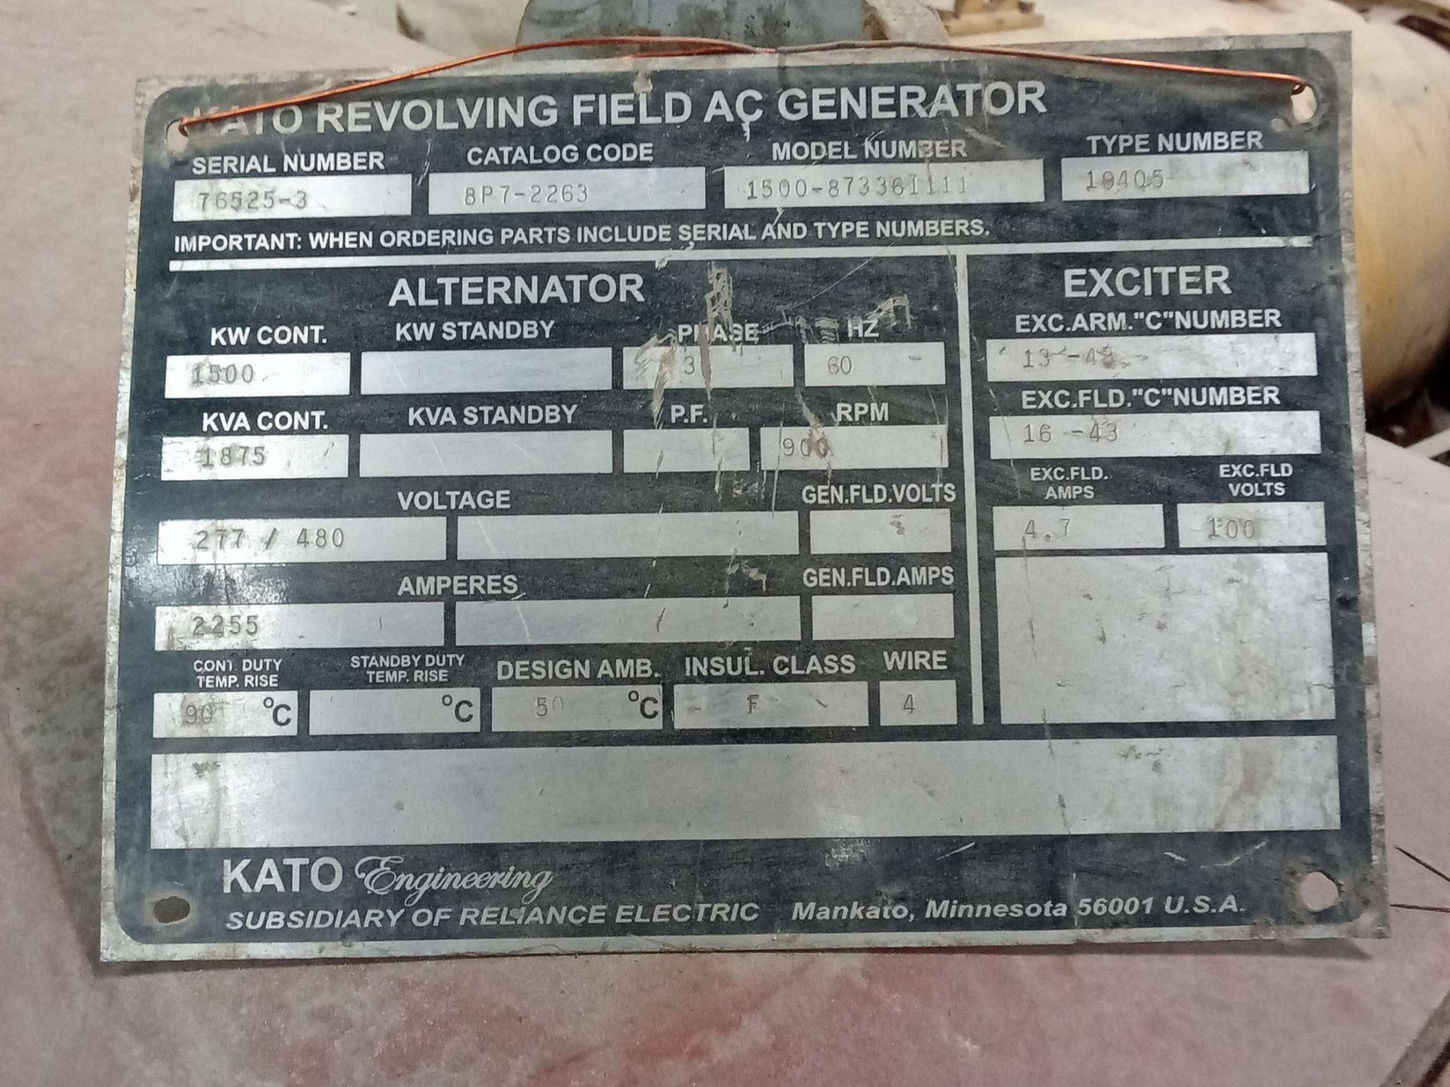 KATO REVOLVING FIELD AC GENERATOR
SERIAL NUMBER CATALOG CODE MODEL NUMBER TYPE NUMBER
76525-3 8P7-2263 1500-873361111 19405
IMPORTANT: WHEN ORDERING PARTS INCLUDE SERIAL AND TYPE NUMBERS.
ALTERNATOR EXCITER
KW CONT. KW STANDBY PHASE HZ EXC.ARM."C"NUMBER
1500 3 60 13 -43
KVA CONT. KVA STANDBY P.F. RPM EXC.FLD."C"NUMBER
1875 900 16 -43
VOLTAGE GEN.FLD.VOLTS EXC.FLD. AMPS EXC.FLD VOLTS
277 / 480 4.7 100
AMPERES GEN.FLD.AMPS
2255
CONT. DUTY TEMP. RISE STANDBY DUTY TEMP. RISE DESIGN AMB. INSUL. CLASS WIRE
90 °C °C 50 °C F 4
KATO Engineering
SUBSIDIARY OF RELIANCE ELECTRIC Mankato, Minnesota 56001 U.S.A.